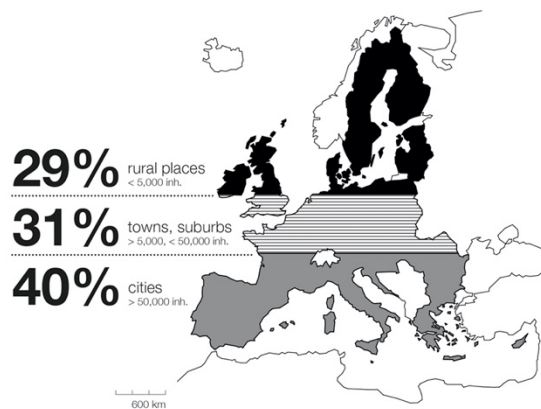 29% rural places
< 5,000 inh.
31% towns, suburbs
> 5,000, < 50,000 inh.
40% cities
> 50,000 inh.
600 km